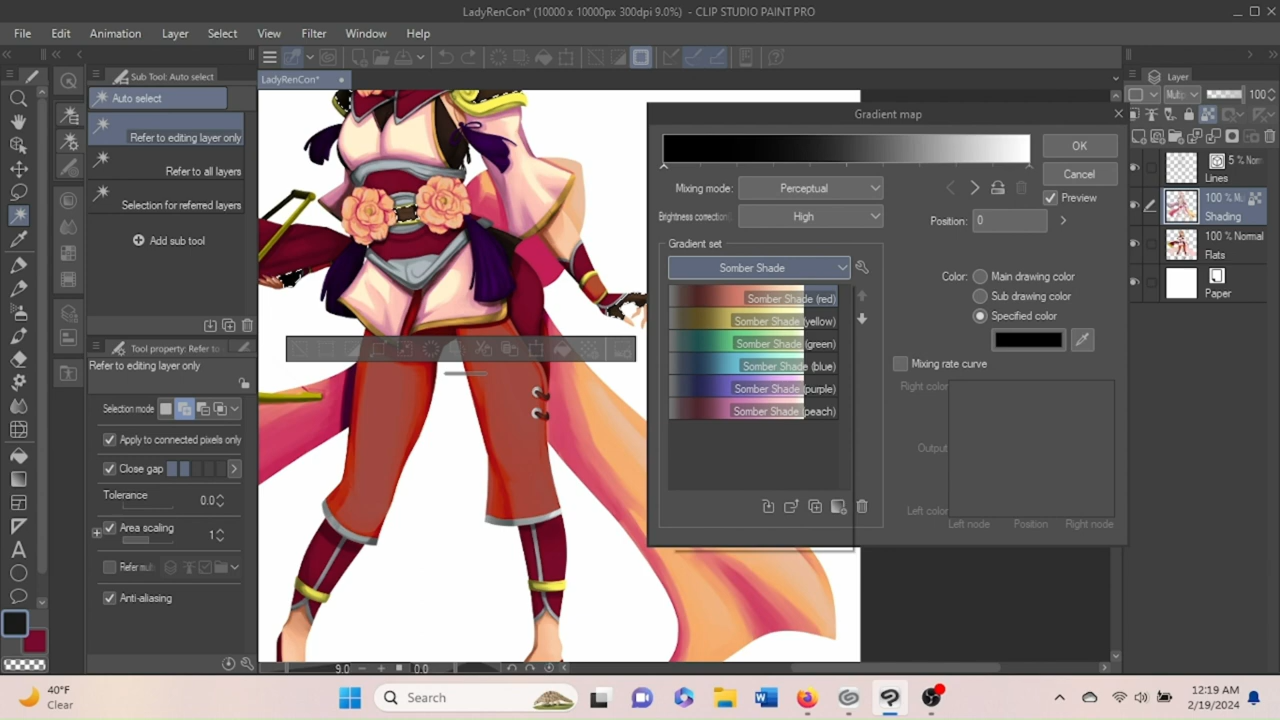 LadyRenCon* (10000 x 10000px 300dpi 9.0%) - CLIP STUDIO PAINT PRO
File Edit Animation Layer Select View Filter Window Help
Sub Tool: Auto select
LadyRenCon*
Layer
Auto select
100
Refer to editing layer only
Refer to all layers
Selection for referred layers
Add sub tool
Tool property: Refer to
Refer to editing layer only
Selection mode
Apply to connected pixels only
Close gap
Tolerance
0.0
Area scaling
1
Anti-aliasing
9.0
0.0
Gradient map
OK
Cancel
Preview
Mixing mode: Perceptual
Brightness correction: High
Position: 0
Gradient set
Somber Shade
Somber Shade (red)
Somber Shade (yellow)
Somber Shade (green)
Somber Shade (blue)
Somber Shade (purple)
Somber Shade (peach)
Color: Main drawing color
Sub drawing color
Specified color
Mixing rate curve
Right color
Output
Left color
Left node Position Right node
5 % Norm
Lines
100 %
Shading
100 % Normal
Flats
Paper
40°F
Clear
Search
12:19 AM
2/19/2024